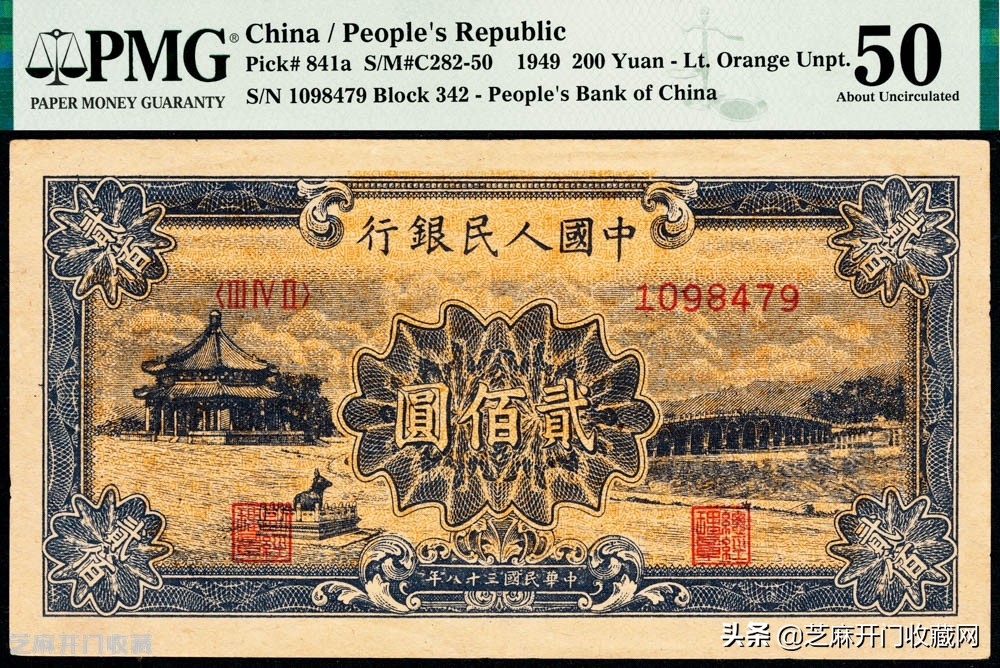 PMG®
PAPER MONEY GUARANTY
China / People's Republic
Pick# 841a S/M#C282-50 1949 200 Yuan - Lt. Orange Unpt.
S/N 1098479 Block 342 - People's Bank of China
50
About Uncirculated
中國人民銀行
貳佰
貳佰
〈III IV II〉
1098479
貳佰圓
貳佰
貳佰
中華民國三十八年
芝麻开门收藏
头条 @芝麻开门收藏网